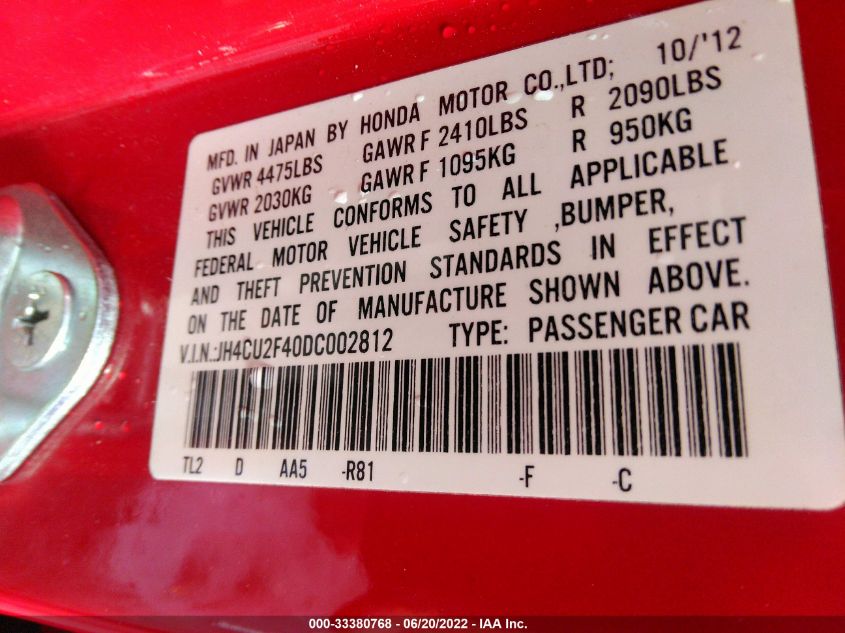 MFD. IN JAPAN BY HONDA MOTOR CO.,LTD; 10/'12
GVWR 4475LBS GAWR F 2410LBS R 2090LBS
GVWR 2030KG GAWR F 1095KG R 950KG
THIS VEHICLE CONFORMS TO ALL APPLICABLE
FEDERAL MOTOR VEHICLE SAFETY ,BUMPER,
AND THEFT PREVENTION STANDARDS IN EFFECT
ON THE DATE OF MANUFACTURE SHOWN ABOVE.
V.I.N.:JH4CU2F40DC002812 TYPE: PASSENGER CAR
TL2 D AA5 -R81 -F -C
000-33380768 - 06/20/2022 - IAA Inc.